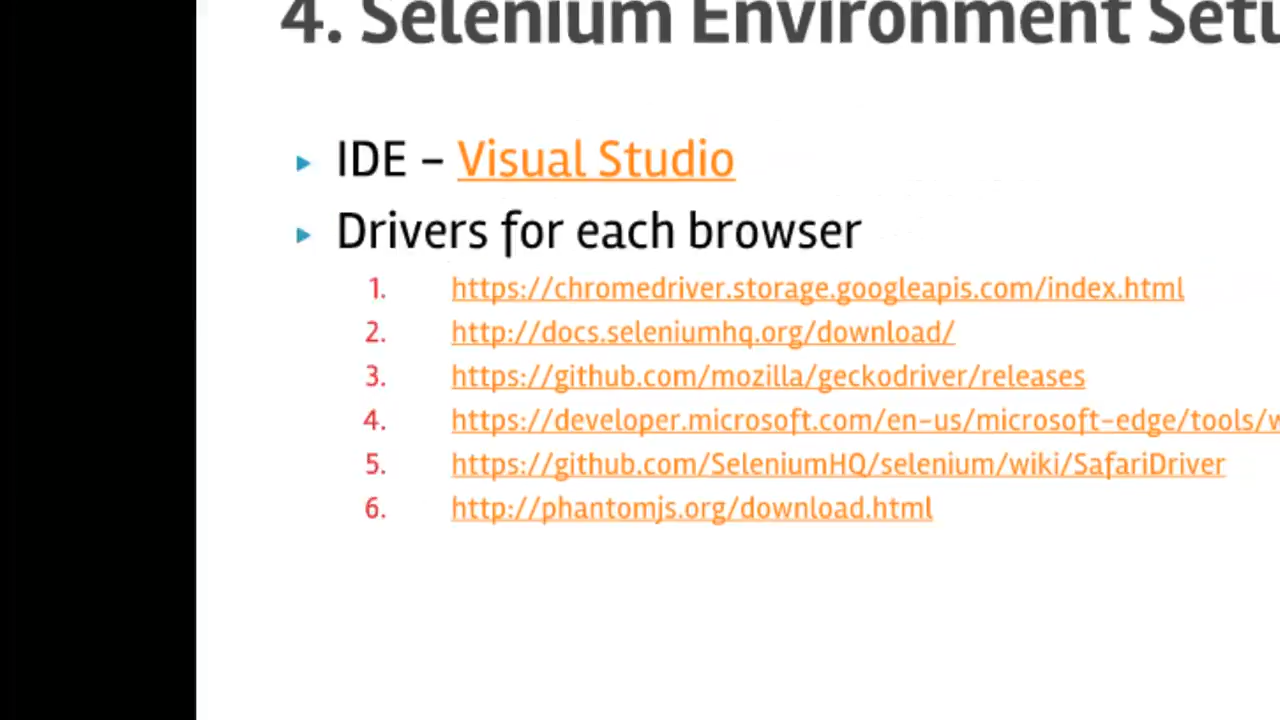 4. Selenium Environment Setu
IDE – Visual Studio
Drivers for each browser
1. https://chromedriver.storage.googleapis.com/index.html
2. http://docs.seleniumhq.org/download/
3. https://github.com/mozilla/geckodriver/releases
4. https://developer.microsoft.com/en-us/microsoft-edge/tools/w
5. https://github.com/SeleniumHQ/selenium/wiki/SafariDriver
6. http://phantomjs.org/download.html